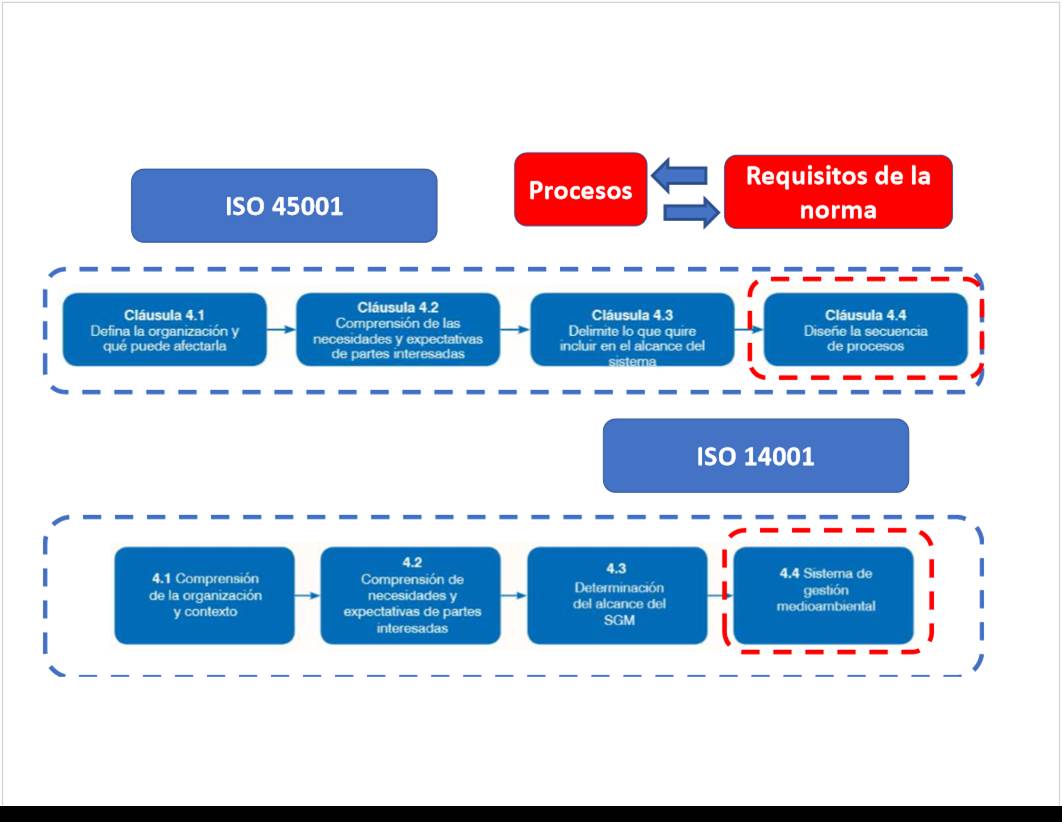 ISO 45001
Procesos
Requisitos de la
norma
Cláusula 4.1
Defina la organización y
qué puede afectarla
Cláusula 4.2
Comprensión de las
necesidades y expectativas
de partes interesadas
Cláusula 4.3
Delimite lo que quire
incluir en el alcance del
sistema
Cláusula 4.4
Diseñe la secuencia
de procesos
ISO 14001
4.1 Comprensión
de la organización
y contexto
4.2
Comprensión de
necesidades y
expectativas de partes
interesadas
4.3
Determinación
del alcance del
SGM
4.4 Sistema de
gestión
medioambiental